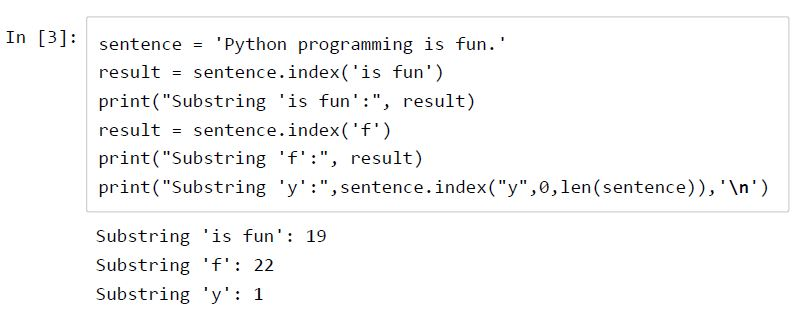 In [3]:
sentence = 'Python programming is fun.'
result = sentence.index('is fun')
print("Substring 'is fun':", result)
result = sentence.index('f')
print("Substring 'f':", result)
print("Substring 'y':",sentence.index("y",0,len(sentence)),'\n')
Substring 'is fun': 19
Substring 'f': 22
Substring 'y': 1